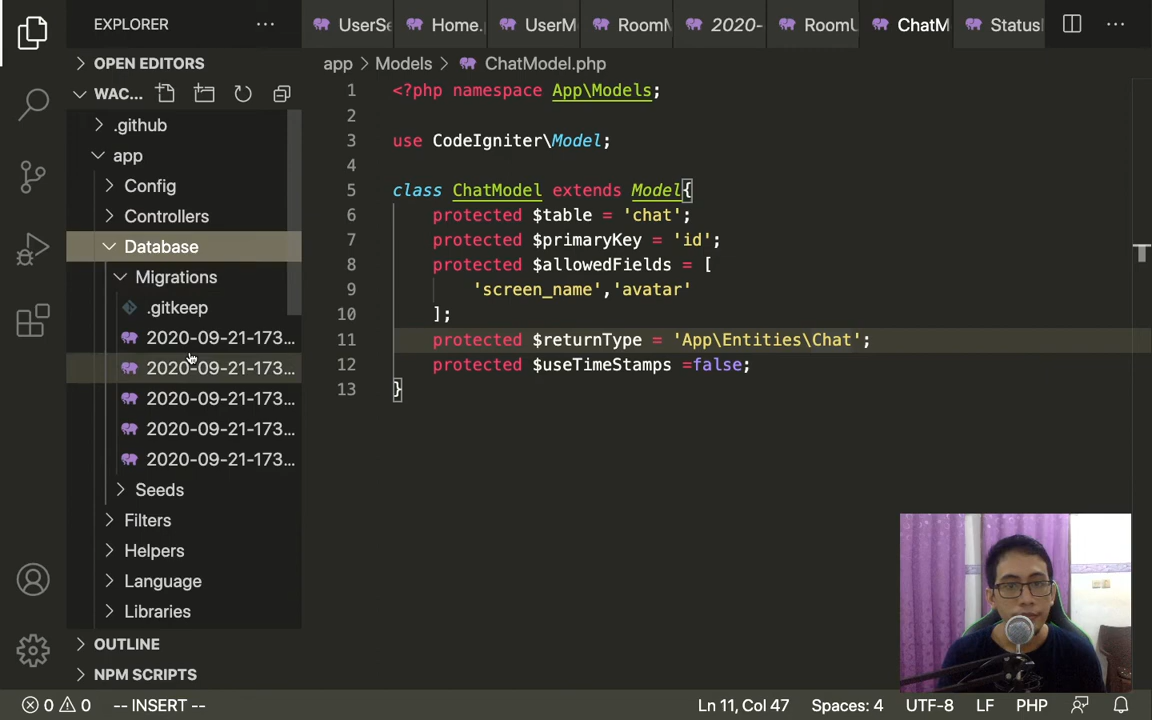 EXPLORER
OPEN EDITORS
WAC...
.github
app
Config
Controllers
Database
Migrations
.gitkeep
2020-09-21-173...
2020-09-21-173...
2020-09-21-173...
2020-09-21-173...
2020-09-21-173...
Seeds
Filters
Helpers
Language
Libraries
OUTLINE
NPM SCRIPTS
UserSe Home. UserM RoomM 2020- RoomU ChatM Status
app > Models > ChatModel.php
1 <?php namespace App\Models;
2
3 use CodeIgniter\Model;
4
5 class ChatModel extends Model{
6 protected $table = 'chat';
7 protected $primaryKey = 'id';
8 protected $allowedFields = [
9 'screen_name','avatar'
10 ];
11 protected $returnType = 'App\Entities\Chat';
12 protected $useTimeStamps =false;
13 }
0 0 -- INSERT -- Ln 11, Col 47 Spaces: 4 UTF-8 LF PHP